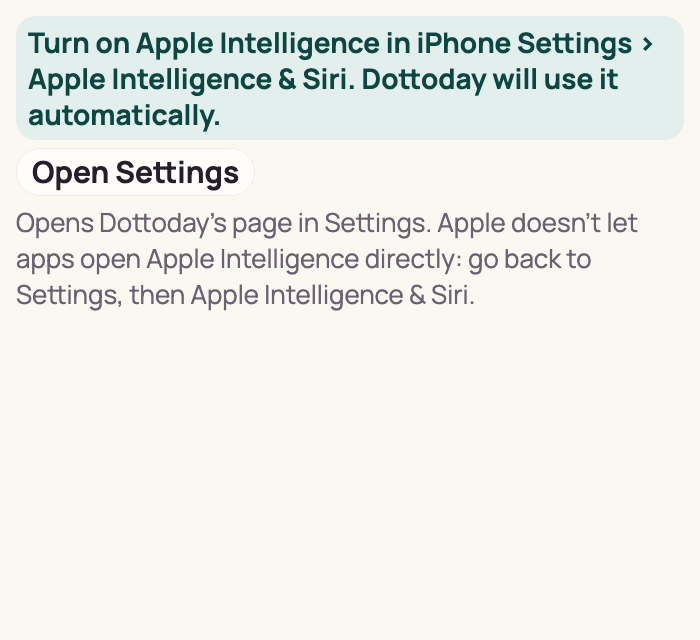 Turn on Apple Intelligence in iPhone Settings ›
Apple Intelligence & Siri. Dottoday will use it
automatically.
Open Settings
Opens Dottoday’s page in Settings. Apple doesn’t let
apps open Apple Intelligence directly: go back to
Settings, then Apple Intelligence & Siri.